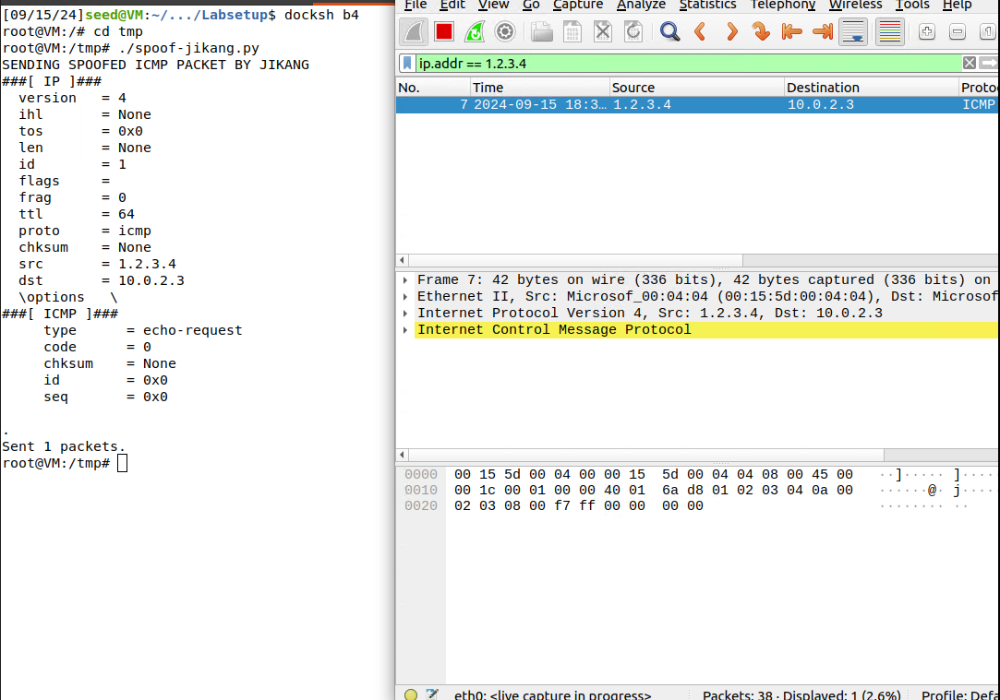 [09/15/24]seed@VM:~/.../Labsetup$ docksh b4
root@VM:/# cd tmp
root@VM:/tmp# ./spoof-jikang.py
SENDING SPOOFED ICMP PACKET BY JIKANG
###[ IP ]###
  version   = 4
  ihl       = None
  tos       = 0x0
  len       = None
  id        = 1
  flags     =
  frag      = 0
  ttl       = 64
  proto     = icmp
  chksum    = None
  src       = 1.2.3.4
  dst       = 10.0.2.3
  \options   \
###[ ICMP ]###
     type      = echo-request
     code      = 0
     chksum    = None
     id        = 0x0
     seq       = 0x0
.
Sent 1 packets.
root@VM:/tmp#
File Edit View Go Capture Analyze Statistics Telephony Wireless Tools Help
ip.addr == 1.2.3.4
No. Time Source Destination Protoc
7 2024-09-15 18:3… 1.2.3.4 10.0.2.3 ICMP
Frame 7: 42 bytes on wire (336 bits), 42 bytes captured (336 bits) on
Ethernet II, Src: Microsof_00:04:04 (00:15:5d:00:04:04), Dst: Microsof
Internet Protocol Version 4, Src: 1.2.3.4, Dst: 10.0.2.3
Internet Control Message Protocol
0000 00 15 5d 00 04 00 00 15 5d 00 04 04 08 00 45 00 ··]····· ]·····E·
0010 00 1c 00 01 00 00 40 01 6a d8 01 02 03 04 0a 00 ······@· j·······
0020 02 03 08 00 f7 ff 00 00 00 00 ········ ··
eth0: <live capture in progress> Packets: 38 · Displayed: 1 (2.6%) Profile: Defa